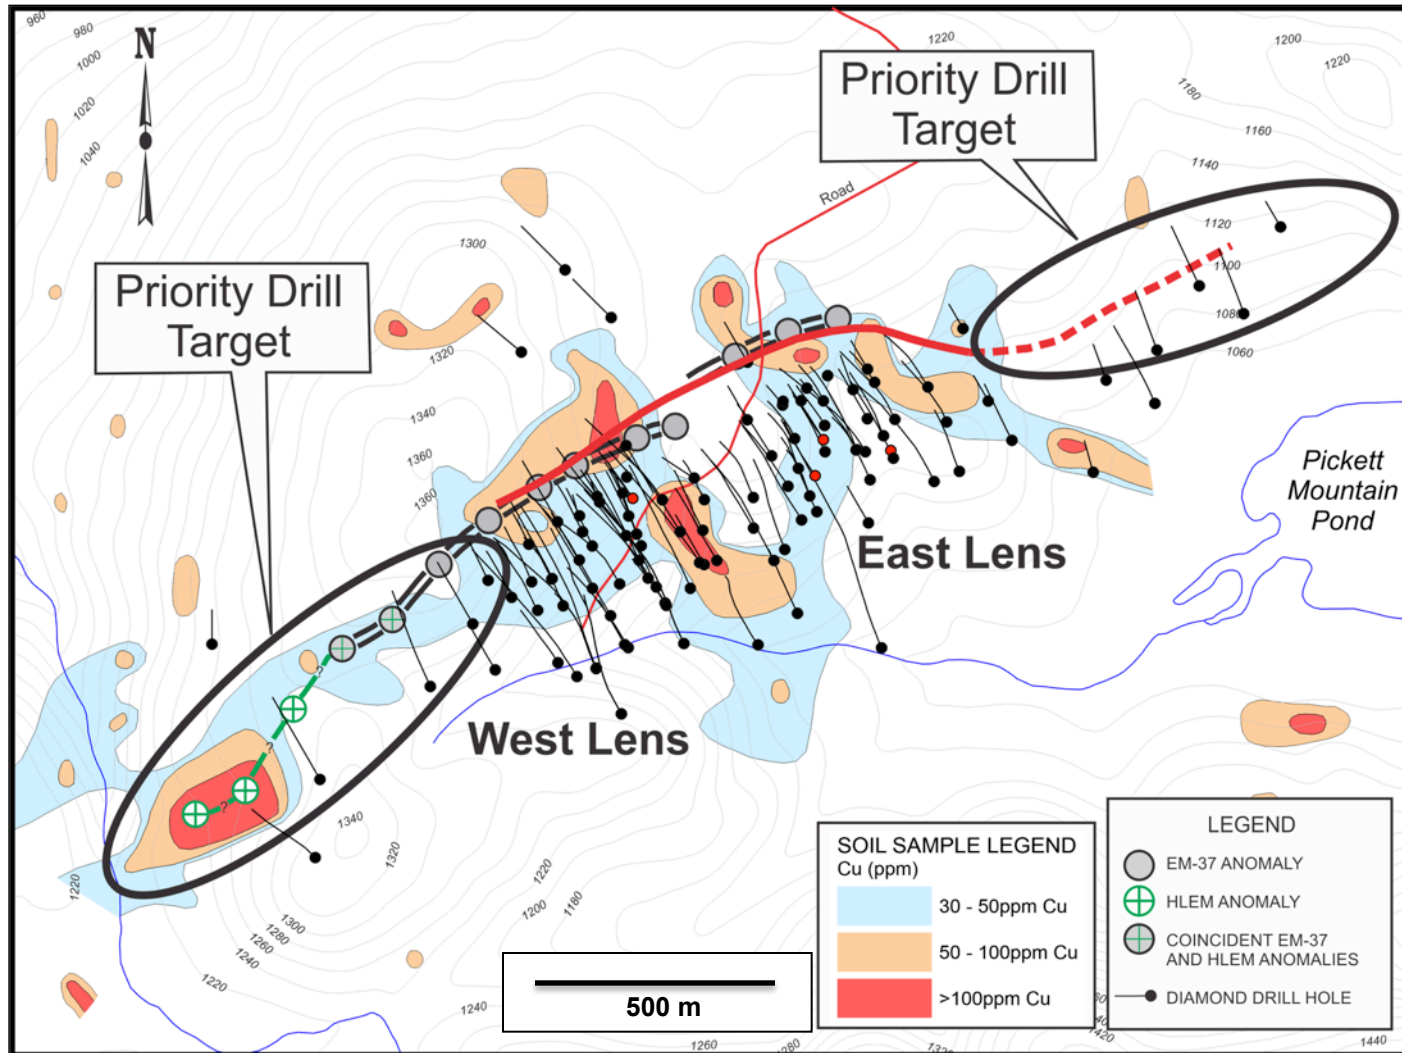 960
980
1000
1020
1040
N
1220
1200
1220
1180
1160
1140
1120
1100
1080
1060
Priority Drill
Target
Road
1300
1320
1340
1360
1360
Priority Drill
Target
Pickett
Mountain
Pond
East Lens
West Lens
?
?
?
1340
1320
1220
1300
1280
1260
1240
1220
1220
1200
1180
1240
1260
1280
1320
1420
1440
500 m
SOIL SAMPLE LEGEND
Cu (ppm)
30 - 50ppm Cu
50 - 100ppm Cu
>100ppm Cu
LEGEND
EM-37 ANOMALY
HLEM ANOMALY
COINCIDENT EM-37
AND HLEM ANOMALIES
DIAMOND DRILL HOLE